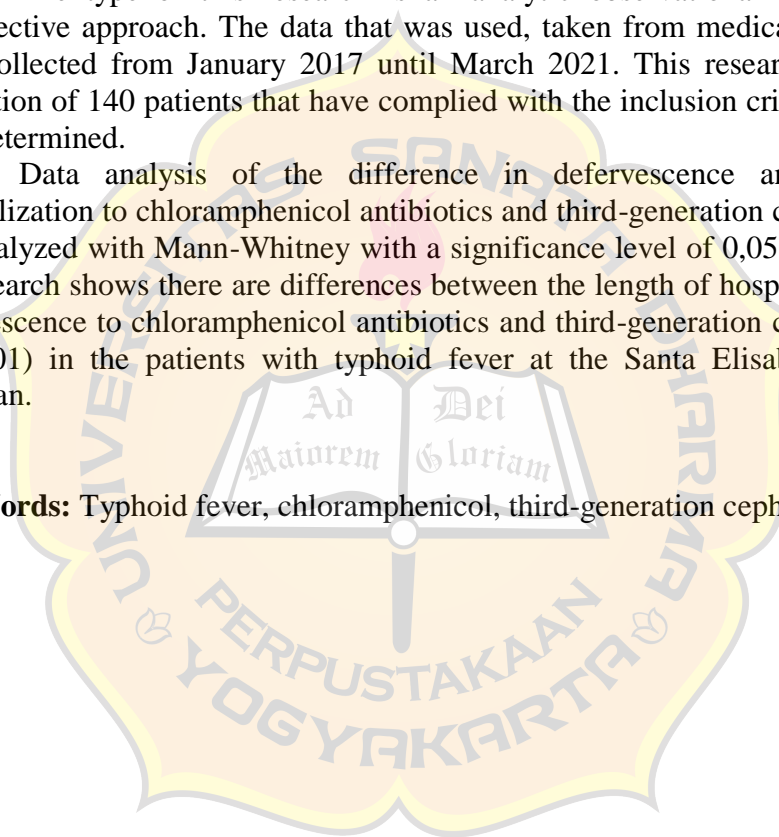 ective approach. The data that was used, taken from medica
ollected from January 2017 until March 2021. This resear
tion of 140 patients that have complied with the inclusion cri
etermined.
Data analysis of the difference in defervescence an
lization to chloramphenicol antibiotics and third-generation c
alyzed with Mann-Whitney with a significance level of 0,05
earch shows there are differences between the length of hosp
escence to chloramphenicol antibiotics and third-generation c
01) in the patients with typhoid fever at the Santa Elisab
an.
ords: Typhoid fever, chloramphenicol, third-generation ceph
UNIVERSITAS SANATA DHARMA
Ad Dei
Maiorem Gloriam
PERPUSTAKAAN
YOGYAKARTA